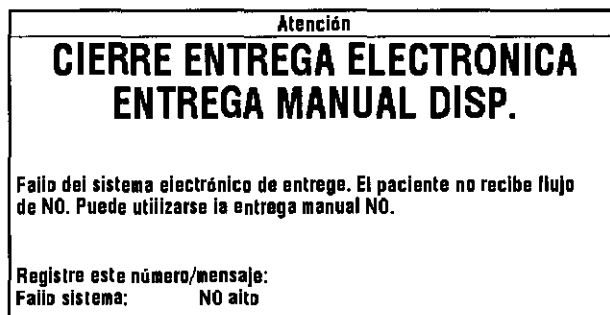 Atención
CIERRE ENTREGA ELECTRONICA
ENTREGA MANUAL DISP.
Fallo del sistema electrónico de entrege. El paciente no recibe flujo
de NO. Puede utilizarse la entrega manual NO.
Registre este número/mensaje:
Fallo sistema: NO alto